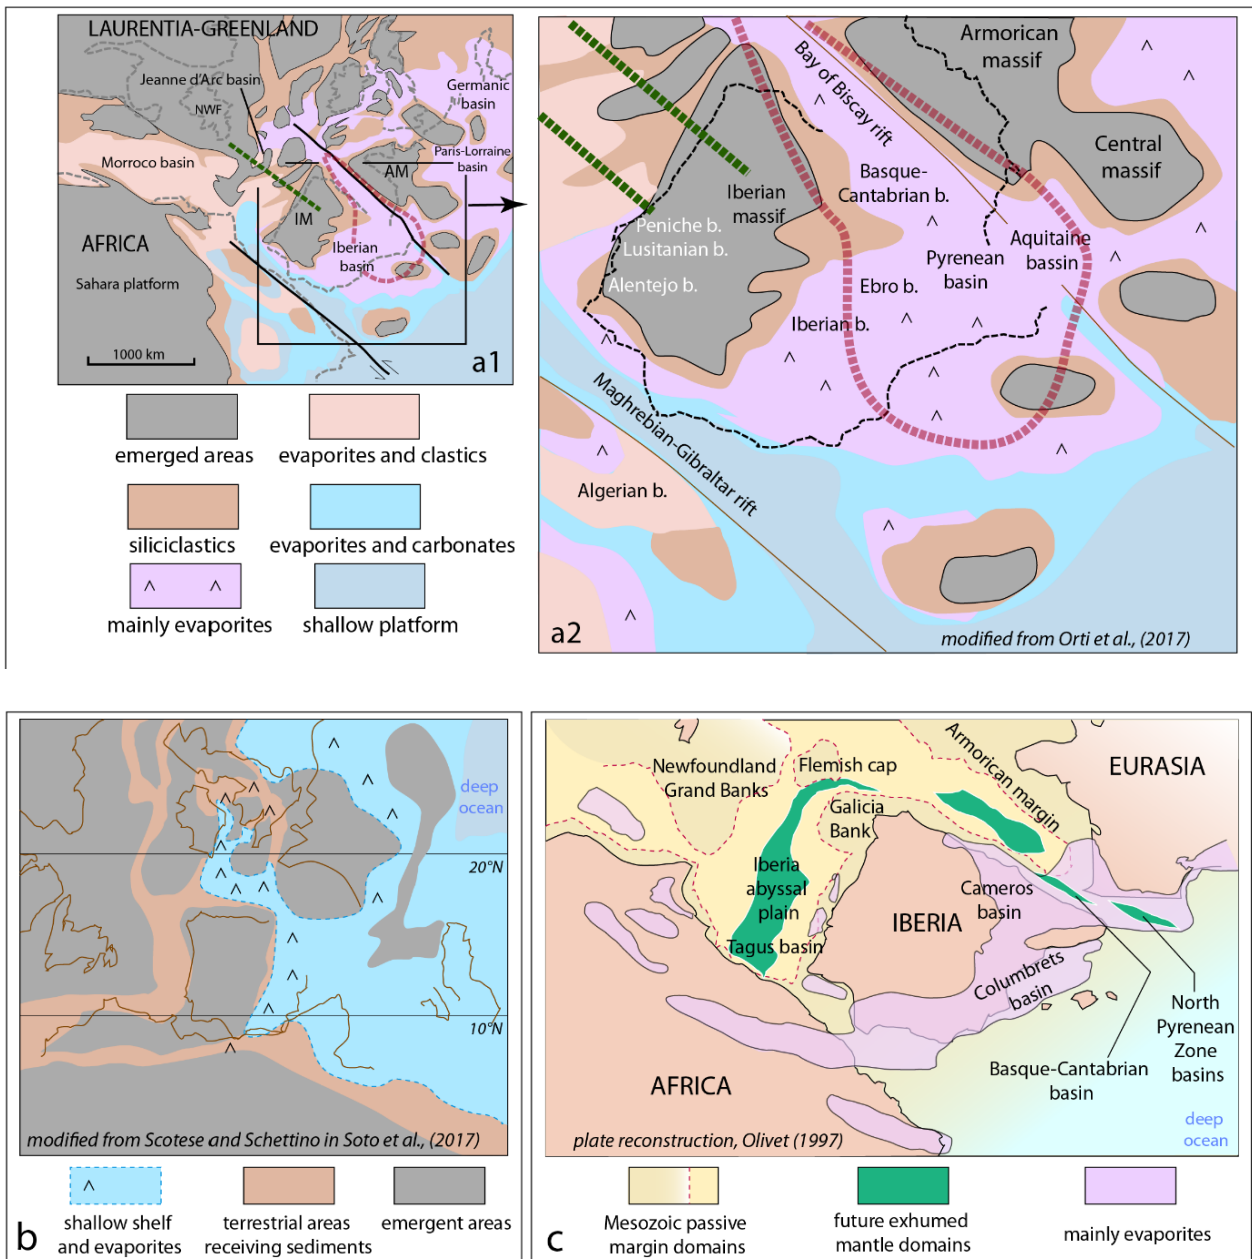 LAURENTIA-GREENLAND
Jeanne d'Arc basin
NWF
Germanic
basin
Morroco basin
Paris-Lorraine
basin
AM
IM
AFRICA
Iberian
basin
Sahara platform
1000 km
a1
emerged areas
evaporites and clastics
siliciclastics
evaporites and carbonates
^ ^
mainly evaporites
shallow platform
Armorican
massif
Bay of Biscay rift
Central
massif
Basque-
Cantabrian b.
Iberian
massif
Peniche b.
Lusitanian b.
Alentejo b.
Aquitaine
bassin
Pyrenean
basin
Ebro b.
Iberian b.
Maghrebian-Gibraltar rift
Algerian b.
a2
modified from Orti et al., (2017)
deep
ocean
20°N
10°N
modified from Scotese and Schettino in Soto et al., (2017)
b
^
shallow shelf
and evaporites
terrestrial areas
receiving sediments
emergent areas
Newfoundland
Grand Banks
Flemish cap
Armorican margin
EURASIA
Galicia
Bank
Iberia
abyssal
plain
Cameros
basin
IBERIA
Tagus basin
Columbrets
basin
North
Pyrenean
Zone
basins
Basque-Cantabrian
basin
AFRICA
deep
ocean
plate reconstruction, Olivet (1997)
c
Mesozoic passive
margin domains
future exhumed
mantle domains
mainly evaporites